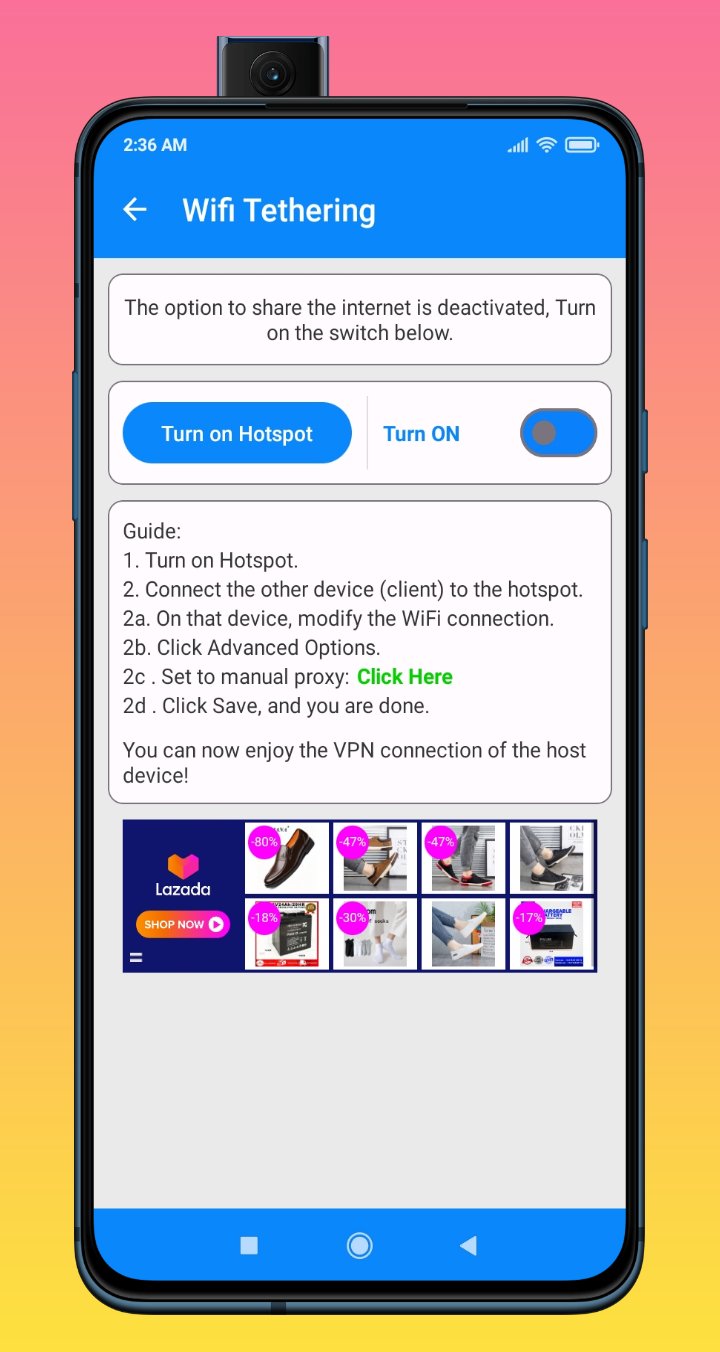 2:36 AM
Wifi Tethering
The option to share the internet is deactivated, Turn
on the switch below.
Turn on Hotspot
Turn ON
Guide:
1. Turn on Hotspot.
2. Connect the other device (client) to the hotspot.
2a. On that device, modify the WiFi connection.
2b. Click Advanced Options.
2c . Set to manual proxy: Click Here
2d . Click Save, and you are done.
You can now enjoy the VPN connection of the host
device!
-80%
-47%
-47%
Lazada
SHOP NOW
-18%
-30%
-17%